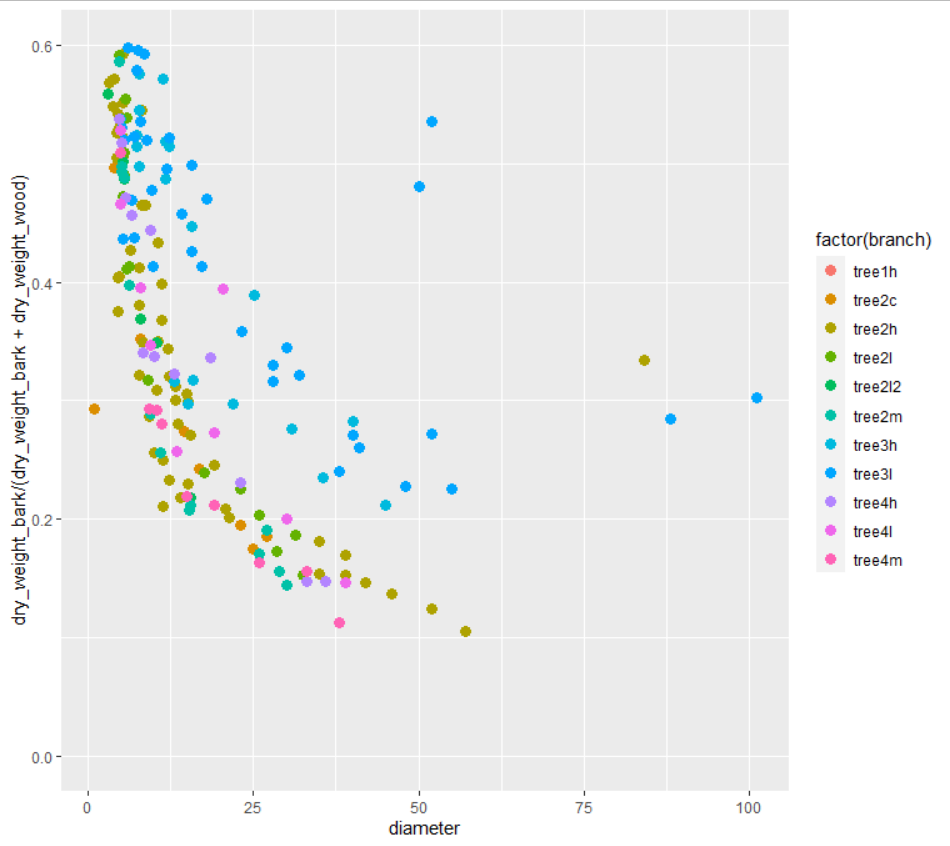 dry_weight_bark/(dry_weight_bark + dry_weight_wood)
0.6
0.4
0.2
0.0
0 25 50 75 100
diameter
factor(branch)
tree1h
tree2c
tree2h
tree2l
tree2l2
tree2m
tree3h
tree3l
tree4h
tree4l
tree4m